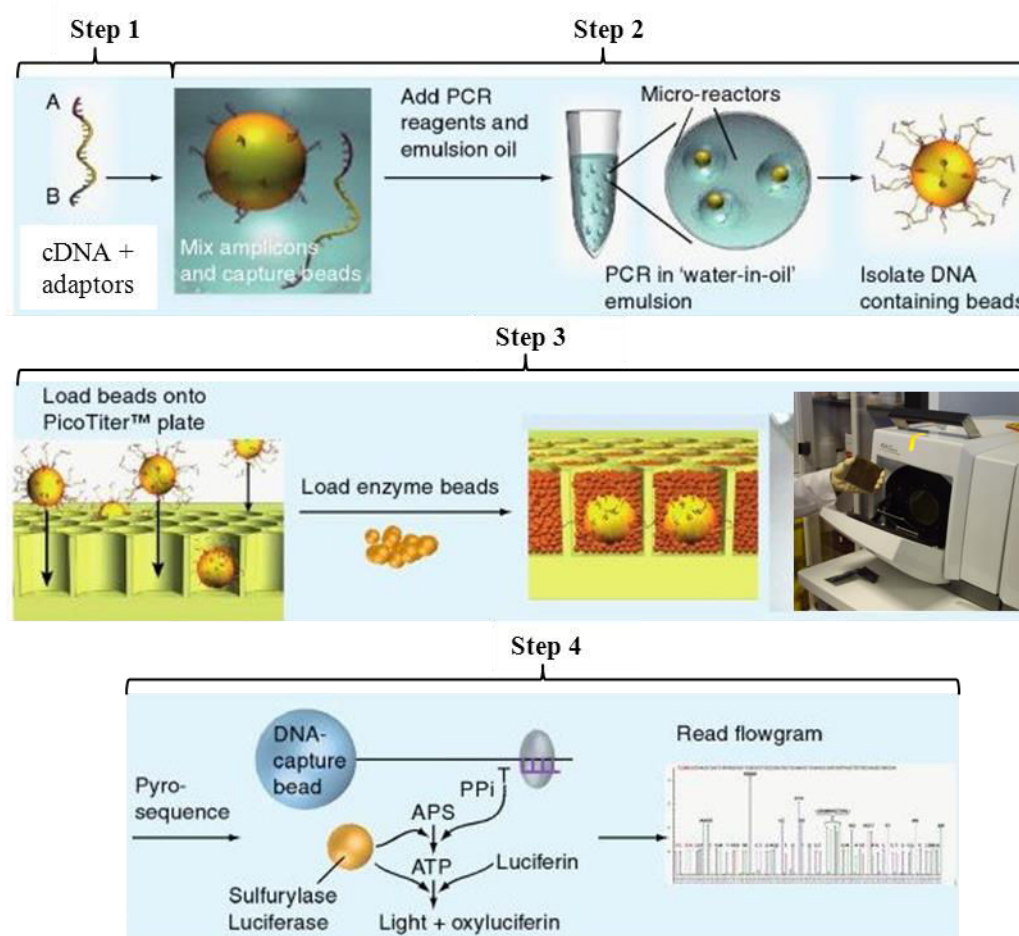 Step 1
Step 2
A
B
cDNA +
adaptors
Mix amplicons
and capture beads
Add PCR
reagents and
emulsion oil
Micro-reactors
PCR in 'water-in-oil'
emulsion
Isolate DNA
containing beads
Step 3
Load beads onto
PicoTiter™ plate
Load enzyme beads
Step 4
Pyro-
sequence
DNA-
capture
bead
PPi
APS
ATP
Luciferin
Sulfurylase
Luciferase
Light + oxyluciferin
Read flowgram